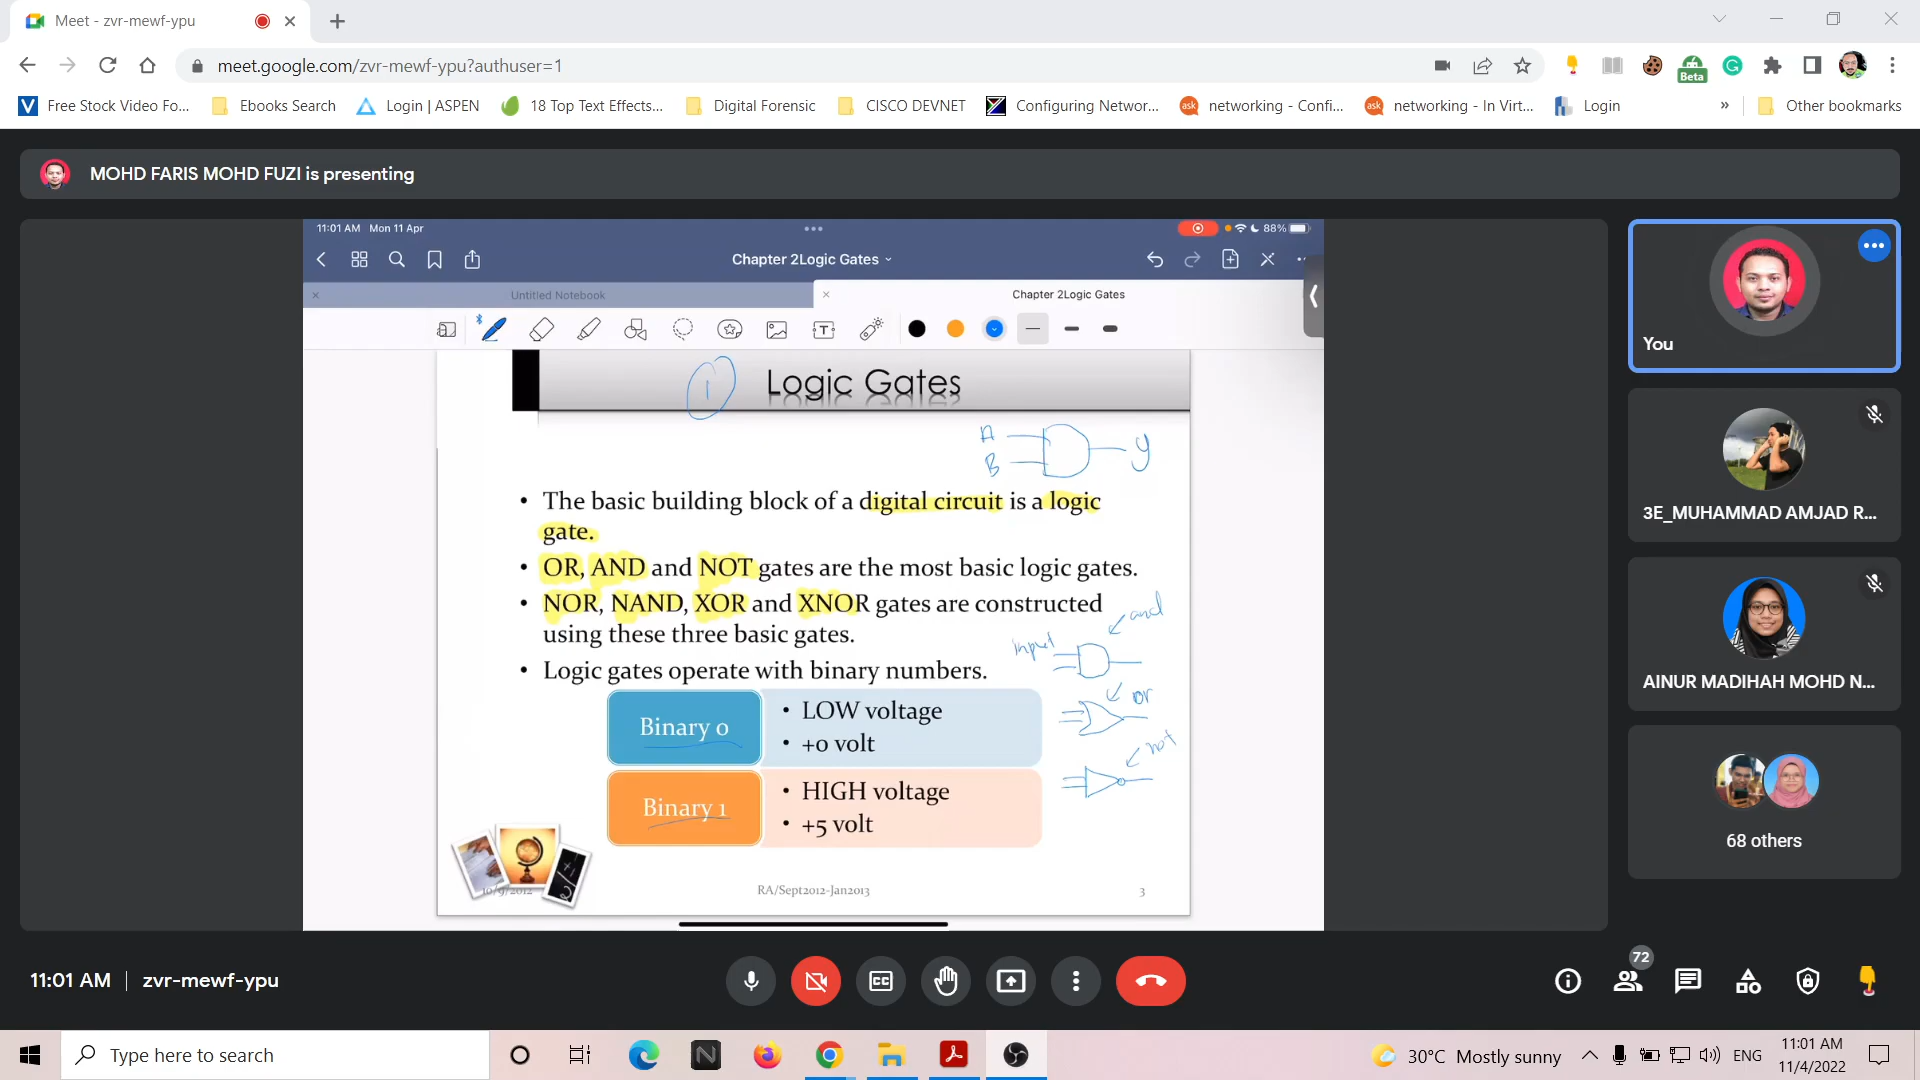 Meet - zvr-mewf-ypu
meet.google.com/zvr-mewf-ypu?authuser=1
Beta
Free Stock Video Fo...
Ebooks Search
Login | ASPEN
18 Top Text Effects...
Digital Forensic
CISCO DEVNET
Configuring Networ...
ask
networking - Confi...
ask
networking - In Virt...
Login
»
Other bookmarks
MOHD FARIS MOHD FUZI is presenting
11:01 AM Mon 11 Apr
88%
Chapter 2Logic Gates
Untitled Notebook
Chapter 2Logic Gates
1
Logic Gates
A
B
y
• The basic building block of a digital circuit is a logic
gate.
• OR, AND and NOT gates are the most basic logic gates.
• NOR, NAND, XOR and XNOR gates are constructed
using these three basic gates.
and
input
• Logic gates operate with binary numbers.
or
not
Binary 0
• LOW voltage
• +0 volt
Binary 1
• HIGH voltage
• +5 volt
10/9/2012
RA/Sept2012-Jan2013
3
You
3E_MUHAMMAD AMJAD R...
AINUR MADIHAH MOHD N...
68 others
11:01 AM | zvr-mewf-ypu
72
Type here to search
30°C Mostly sunny
ENG
11:01 AM
11/4/2022